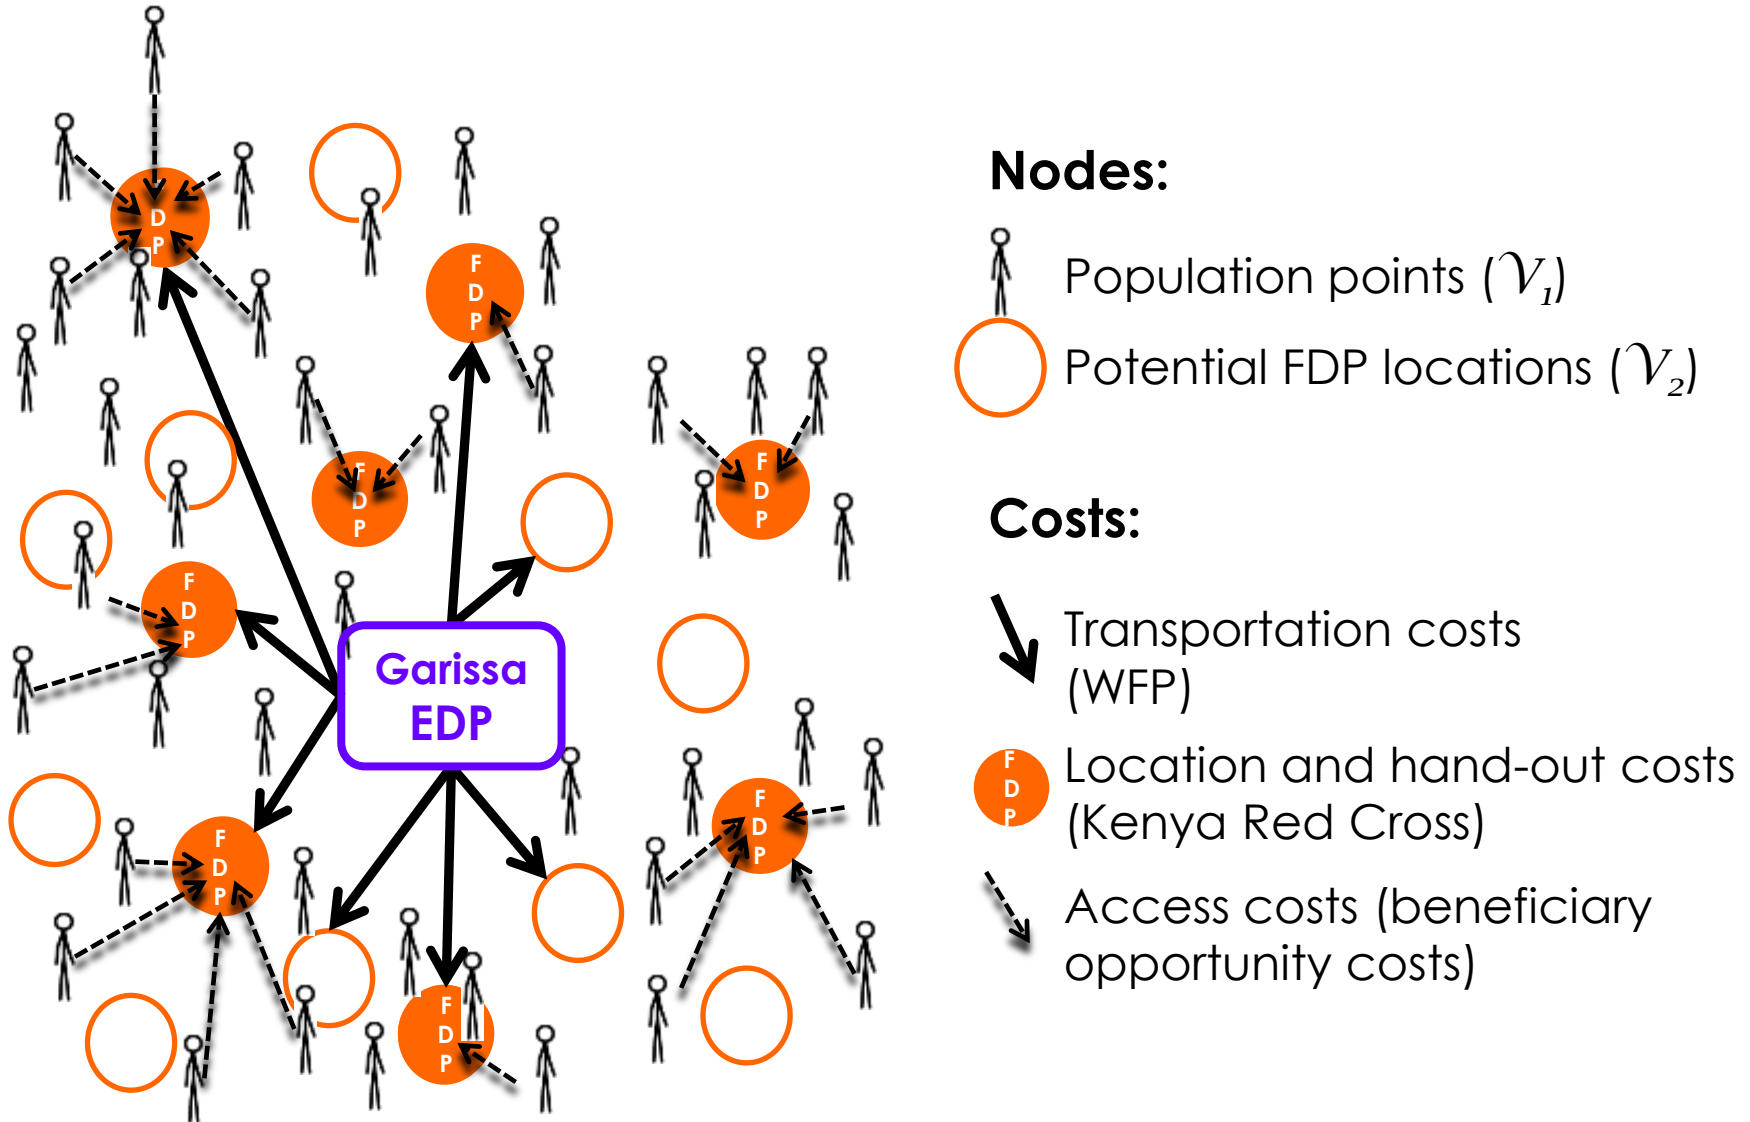 D
P
F
D
P
F
D
P
F
D
P
F
D
P
Garissa
EDP
F
D
P
F
D
P
F
D
P
Nodes:
Population points (𝒱₁)
Potential FDP locations (𝒱₂)
Costs:
Transportation costs
(WFP)
F
D
P
Location and hand-out costs
(Kenya Red Cross)
Access costs (beneficiary
opportunity costs)